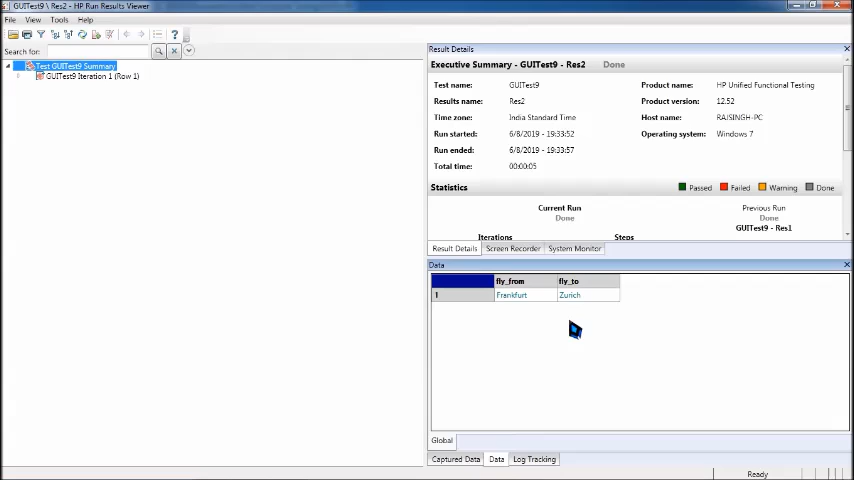 GUITest9 \ Res2 - HP Run Results Viewer
File View Tools Help
?
Search for:
Test GUITest9 Summary
GUITest9 Iteration 1 (Row 1)
Result Details
Executive Summary - GUITest9 - Res2 Done
Test name: GUITest9 Product name: HP Unified Functional Testing
Results name: Res2 Product version: 12.52
Time zone: India Standard Time Host name: RAJSINGH-PC
Run started: 6/8/2019 - 19:33:52 Operating system: Windows 7
Run ended: 6/8/2019 - 19:33:57
Total time: 00:00:05
Statistics Passed Failed Warning Done
Current Run Previous Run
Done Done
GUITest9 - Res1
Iterations Steps
Result Details Screen Recorder System Monitor
Data
fly_from fly_to
1 Frankfurt Zurich
Global
Captured Data Data Log Tracking
Ready